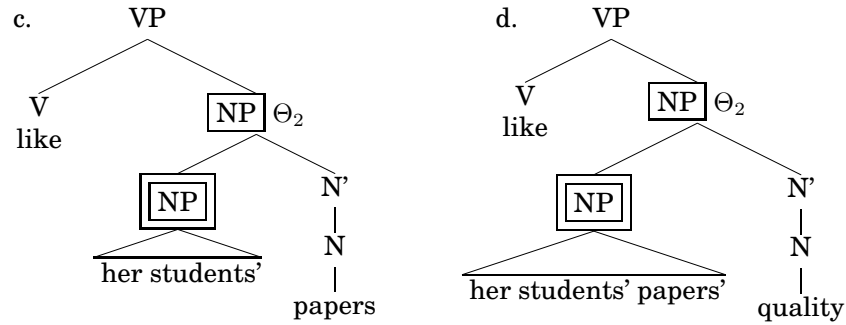 c. VP d. VP
V NP Θ₂ V NP Θ₂
like like
NP N' NP N'
N N
her students' her students' papers'
papers quality